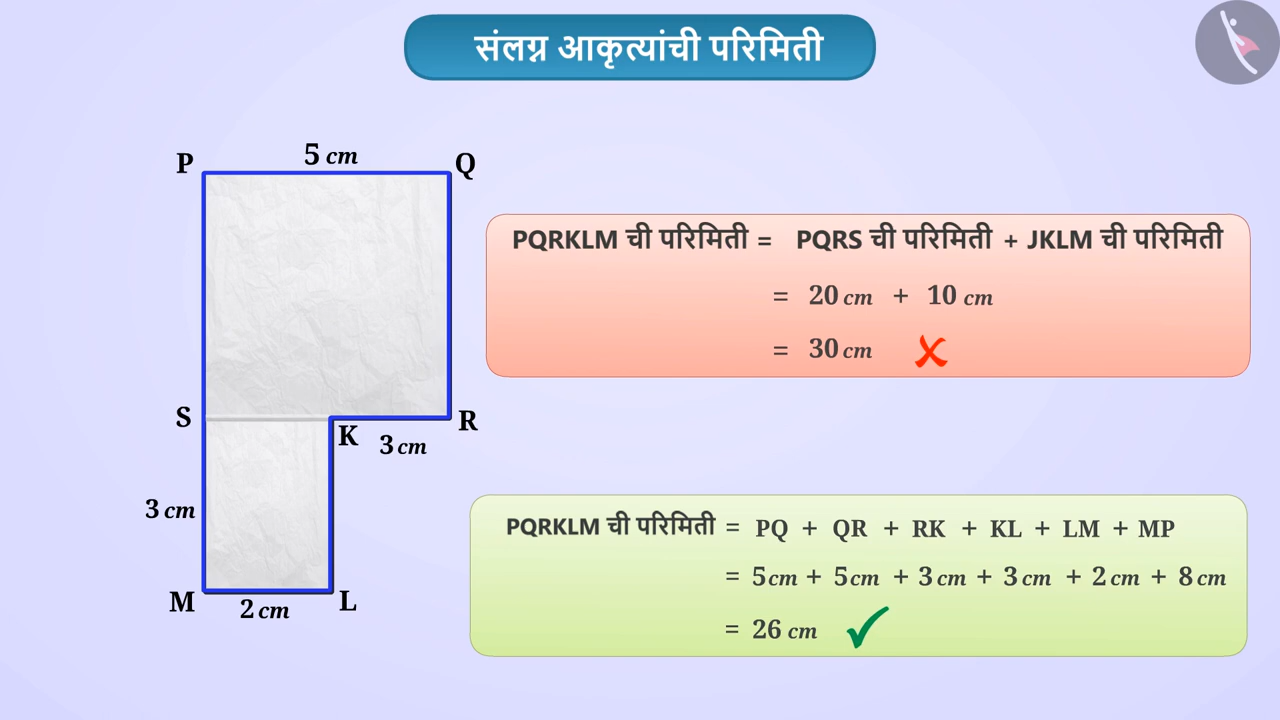 संलग्न आकृत्यांची परिमिती
5 cm
P
Q
PQRKLM ची परिमिती = PQRS ची परिमिती + JKLM ची परिमिती
= 20 cm + 10 cm
= 30 cm ✗
S
K
R
3 cm
3 cm
M
2 cm
L
PQRKLM ची परिमिती = PQ + QR + RK + KL + LM + MP
= 5cm + 5cm + 3cm + 3cm + 2cm + 8cm
= 26 cm ✓